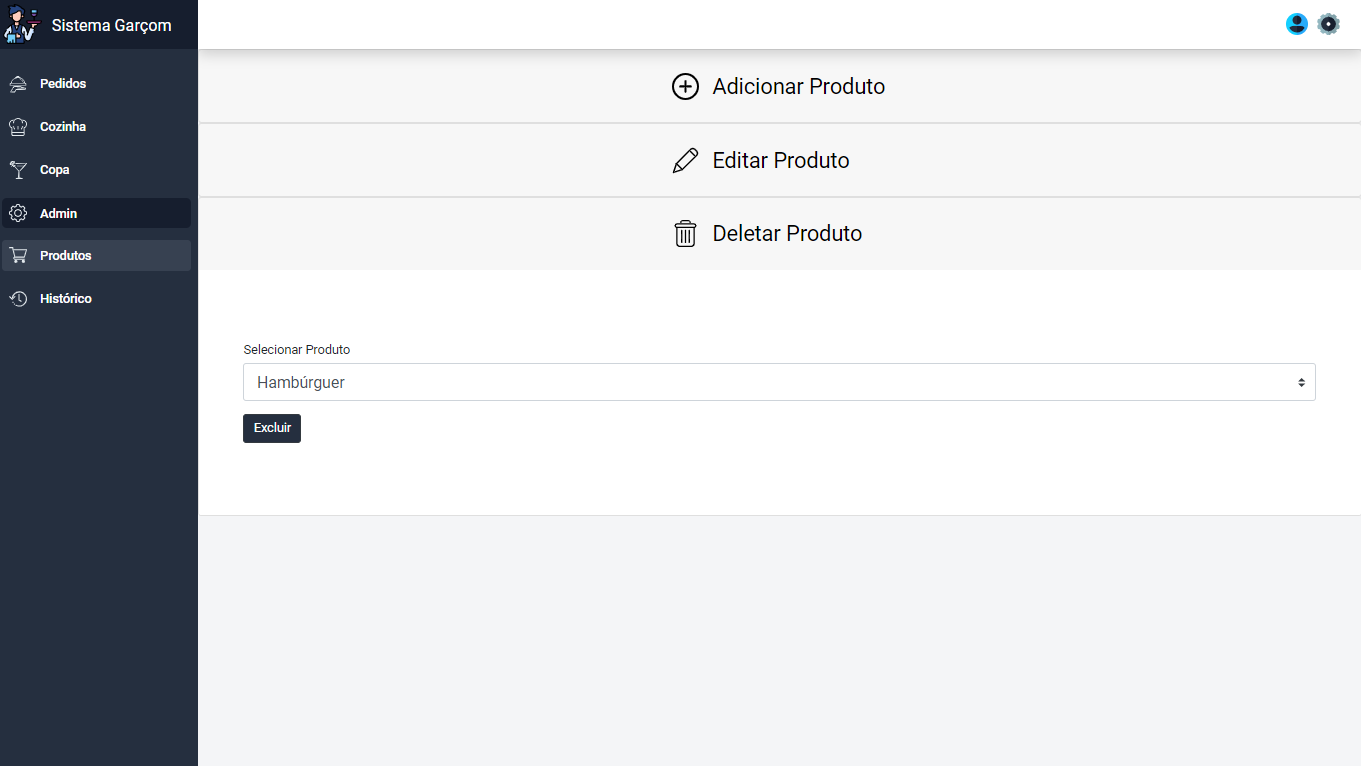 Sistema Garçom
Pedidos
Cozinha
Copa
Admin
Produtos
Histórico
Adicionar Produto
Editar Produto
Deletar Produto
Selecionar Produto
Hambúrguer
Excluir